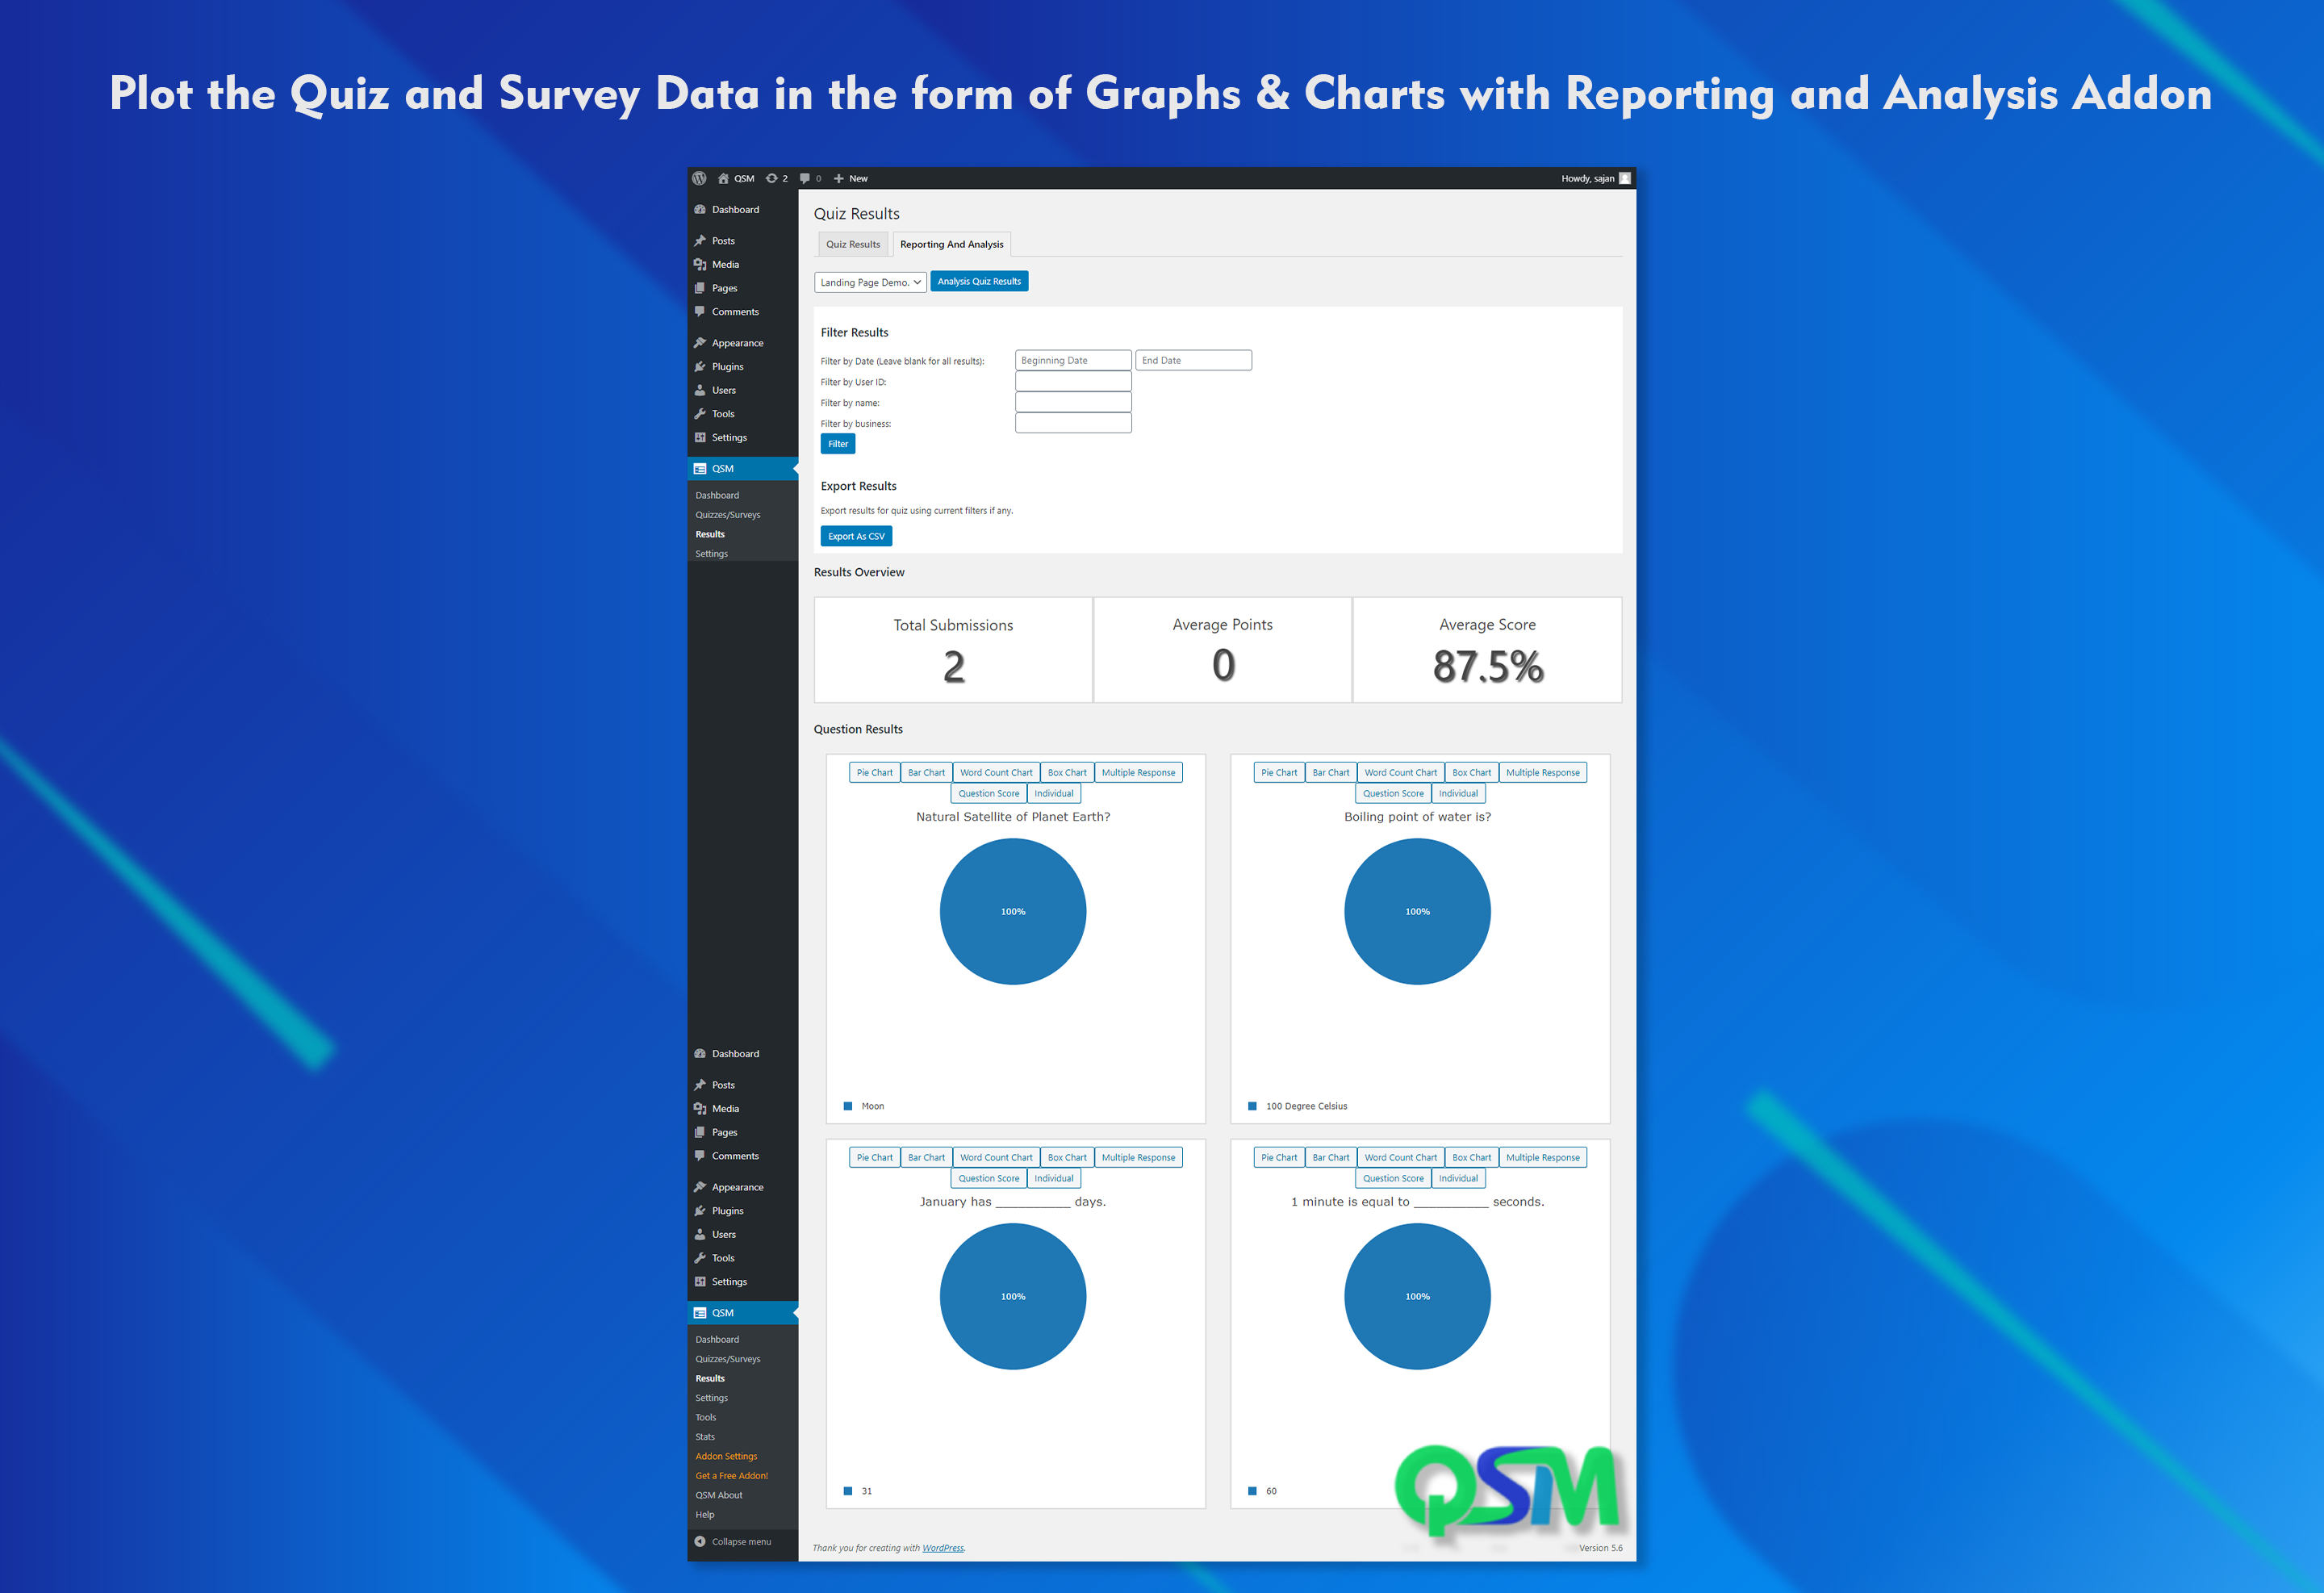 Plot the Quiz and Survey Data in the form of Graphs & Charts with Reporting and Analysis Addon
QSM 2 0 New Howdy, sajan
Dashboard
Posts
Media
Pages
Comments
Appearance
Plugins
Users
Tools
Settings
QSM
Dashboard
Quizzes/Surveys
Results
Settings
Quiz Results
Quiz Results Reporting And Analysis
Landing Page Demo. Analysis Quiz Results
Filter Results
Filter by Date (Leave blank for all results): Beginning Date End Date
Filter by User ID:
Filter by name:
Filter by business:
Filter
Export Results
Export results for quiz using current filters if any.
Export As CSV
Results Overview
Total Submissions Average Points Average Score
2 0 87.5%
Question Results
Pie Chart Bar Chart Word Count Chart Box Chart Multiple Response
Question Score Individual
Natural Satellite of Planet Earth?
100%
Moon
Pie Chart Bar Chart Word Count Chart Box Chart Multiple Response
Question Score Individual
Boiling point of water is?
100%
100 Degree Celsius
Dashboard
Posts
Media
Pages
Comments
Appearance
Plugins
Users
Tools
Settings
QSM
Dashboard
Quizzes/Surveys
Results
Settings
Tools
Stats
Addon Settings
Get a Free Addon!
QSM About
Help
Collapse menu
Pie Chart Bar Chart Word Count Chart Box Chart Multiple Response
Question Score Individual
January has __________ days.
100%
31
Pie Chart Bar Chart Word Count Chart Box Chart Multiple Response
Question Score Individual
1 minute is equal to __________ seconds.
100%
60
QSM
Thank you for creating with WordPress. Version 5.6